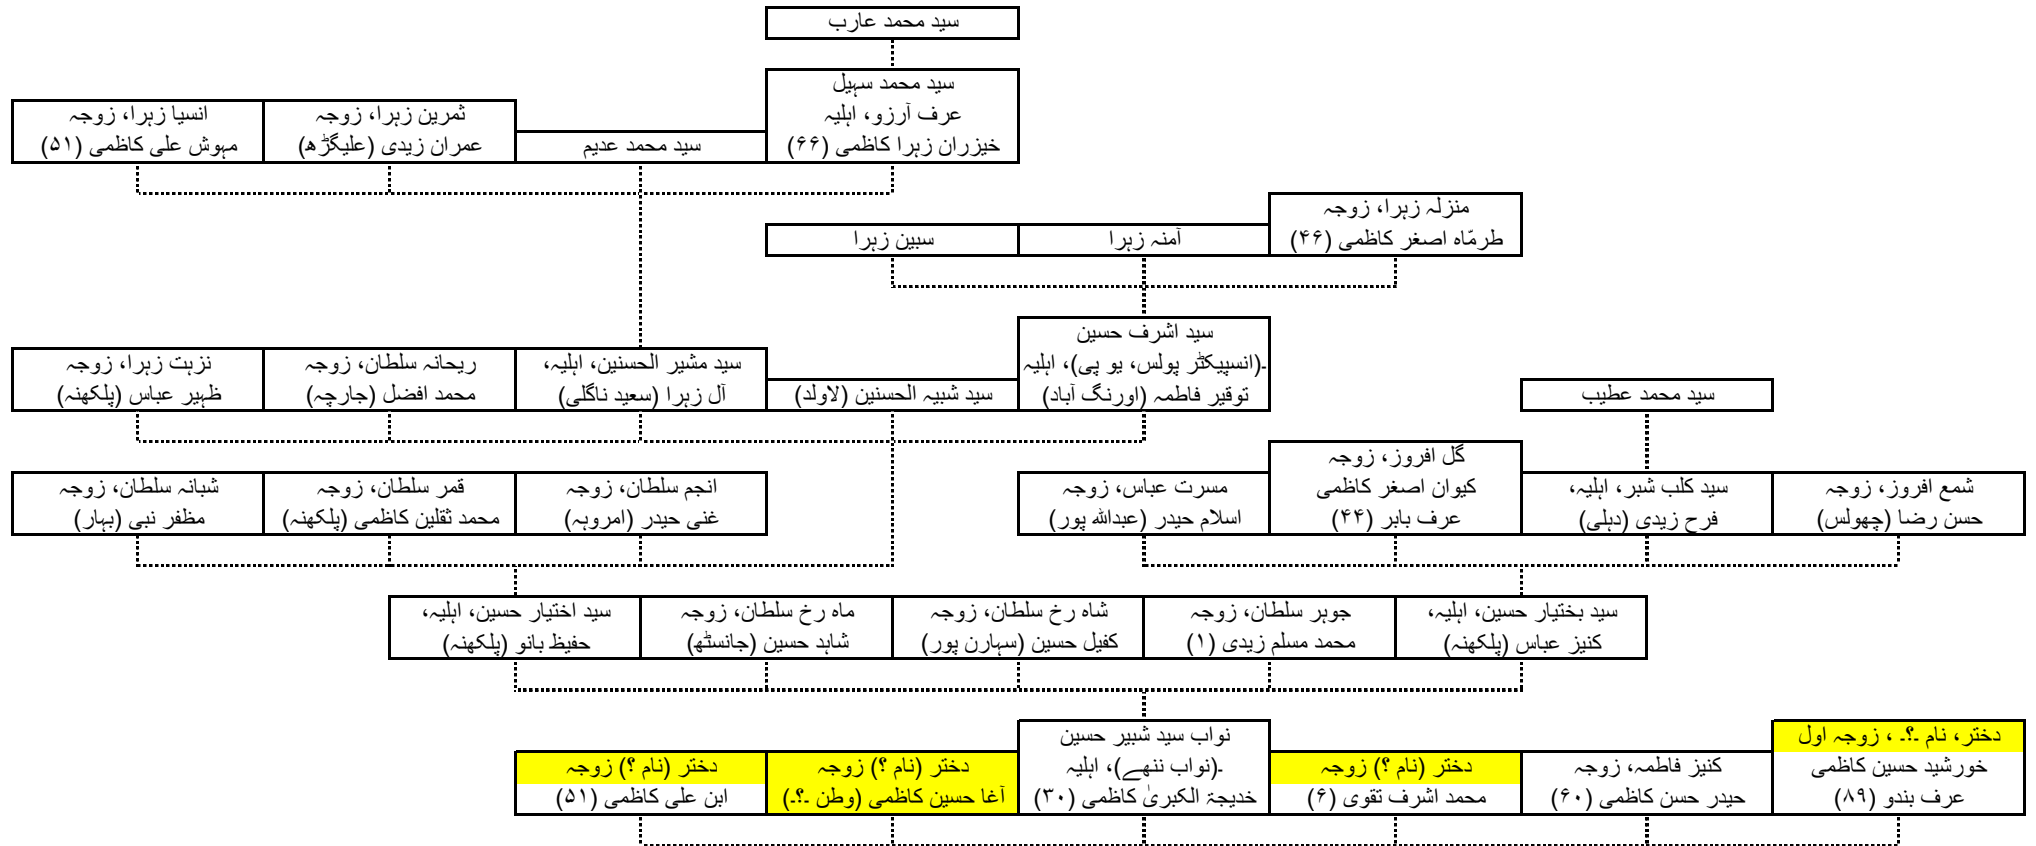 سید محمد عارب
سید محمد سہیل
عرف آرزو، اہلیہ
خیزران زہرا کاظمی (۶۶)
سید محمد عدیم
ثمرین زہرا، زوجہ
عمران زیدی (علیگڑھ)
انسیا زہرا، زوجہ
مہوش علی کاظمی (۵۱)
منزلہ زہرا، زوجہ
طرمّاہ اصغر کاظمی (۴۶)
آمنہ زہرا
سبین زہرا
سید اشرف حسین
۔(انسپیکٹر پولس، یو پی)، اہلیہ
توقیر فاطمہ (اورنگ آباد)
سید شبیہ الحسنین (لاولد)
سید مشیر الحسنین، اہلیہ،
آل زہرا (سعید ناگلی)
ریحانہ سلطان، زوجہ
محمد افضل (جارچہ)
نزہت زہرا، زوجہ
ظہیر عباس (پلکھنہ)
سید محمد عطیب
شمع افروز، زوجہ
حسن رضا (چھولس)
سید کلب شبر، اہلیہ،
فرح زیدی (دہلی)
گل افروز، زوجہ
کیوان اصغر کاظمی
عرف بابر (۴۴)
مسرت عباس، زوجہ
اسلام حیدر (عبداللہ پور)
انجم سلطان، زوجہ
غنی حیدر (امروہہ)
قمر سلطان، زوجہ
محمد ثقلین کاظمی (پلکھنہ)
شبانہ سلطان، زوجہ
مظفر نبی (بہار)
سید بختیار حسین، اہلیہ،
کنیز عباس (پلکھنہ)
جوہر سلطان، زوجہ
محمد مسلم زیدی (۱)
شاہ رخ سلطان، زوجہ
کفیل حسین (سہارن پور)
ماہ رخ سلطان، زوجہ
شاہد حسین (جانسٹھ)
سید اختیار حسین، اہلیہ،
حفیظ بانو (پلکھنہ)
دختر، نام ۔؟۔ ، زوجہ اول
خورشید حسین کاظمی
عرف بندو (۸۹)
کنیز فاطمہ، زوجہ
حیدر حسن کاظمی (۶۰)
دختر (نام ؟) زوجہ
محمد اشرف تقوی (۶)
نواب سید شبیر حسین
۔(نواب ننھے)، اہلیہ
خدیجۃ الکبریٰ کاظمی (۳۰)
دختر (نام ؟) زوجہ
آغا حسین کاظمی (وطن ۔؟۔)
دختر (نام ؟) زوجہ
ابن علی کاظمی (۵۱)